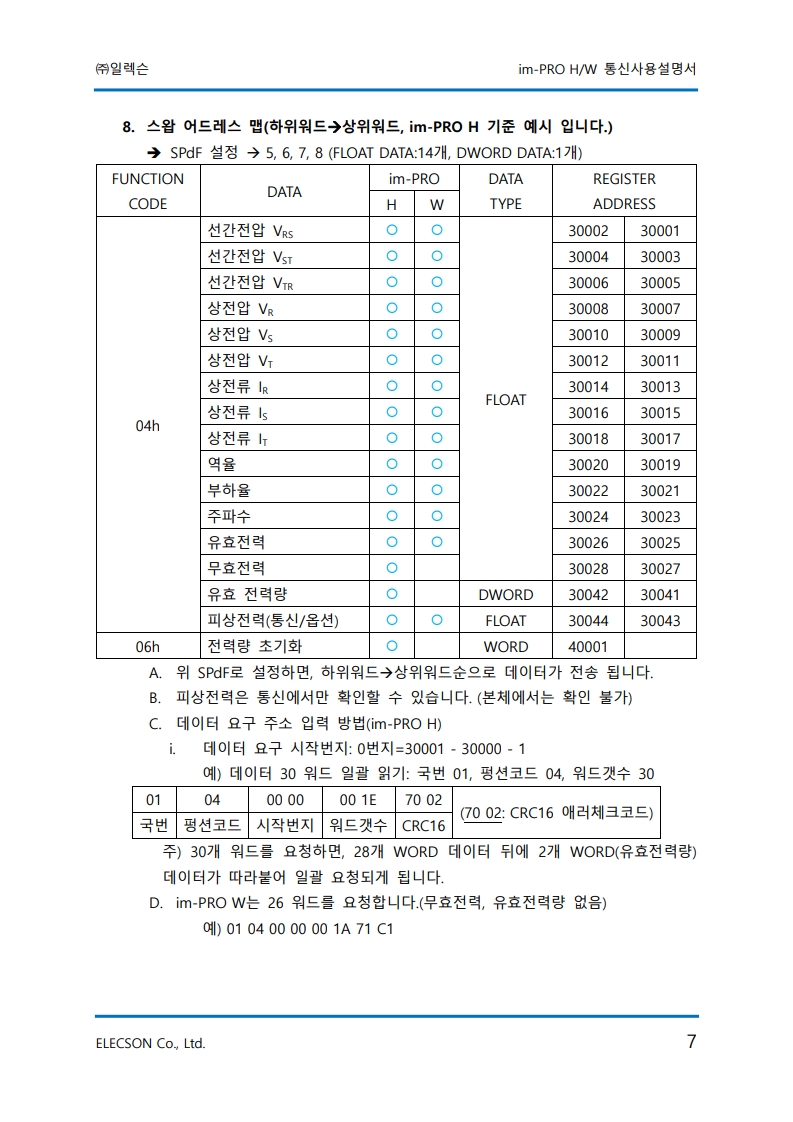 ㈜일렉슨 im-PRO H/W 통신사용설명서
8. 스왑 어드레스 맵(하위워드➔상위워드, im-PRO H 기준 예시 입니다.)
➔ SPdF 설정 → 5, 6, 7, 8 (FLOAT DATA:14개, DWORD DATA:1개)
FUNCTION CODE DATA im-PRO DATA TYPE REGISTER ADDRESS
H W
04h
선간전압 VRS ○ ○ FLOAT 30002 30001
선간전압 VST ○ ○ 30004 30003
선간전압 VTR ○ ○ 30006 30005
상전압 VR ○ ○ 30008 30007
상전압 VS ○ ○ 30010 30009
상전압 VT ○ ○ 30012 30011
상전류 IR ○ ○ 30014 30013
상전류 IS ○ ○ 30016 30015
상전류 IT ○ ○ 30018 30017
역율 ○ ○ 30020 30019
부하율 ○ ○ 30022 30021
주파수 ○ ○ 30024 30023
유효전력 ○ ○ 30026 30025
무효전력 ○ 30028 30027
유효 전력량 ○ DWORD 30042 30041
피상전력(통신/옵션) ○ ○ FLOAT 30044 30043
06h 전력량 초기화 ○ WORD 40001
A. 위 SPdF로 설정하면, 하위워드➔상위워드순으로 데이터가 전송 됩니다.
B. 피상전력은 통신에서만 확인할 수 있습니다. (본체에서는 확인 불가)
C. 데이터 요구 주소 입력 방법(im-PRO H)
i. 데이터 요구 시작번지: 0번지=30001 - 30000 - 1
예) 데이터 30 워드 일괄 읽기: 국번 01, 펑션코드 04, 워드갯수 30
01 04 00 00 00 1E 70 02 (70 02: CRC16 애러체크코드)
국번 펑션코드 시작번지 워드갯수 CRC16
주) 30개 워드를 요청하면, 28개 WORD 데이터 뒤에 2개 WORD(유효전력량)
데이터가 따라붙어 일괄 요청되게 됩니다.
D. im-PRO W는 26 워드를 요청합니다.(무효전력, 유효전력량 없음)
예) 01 04 00 00 00 1A 71 C1
ELECSON Co., Ltd. 7